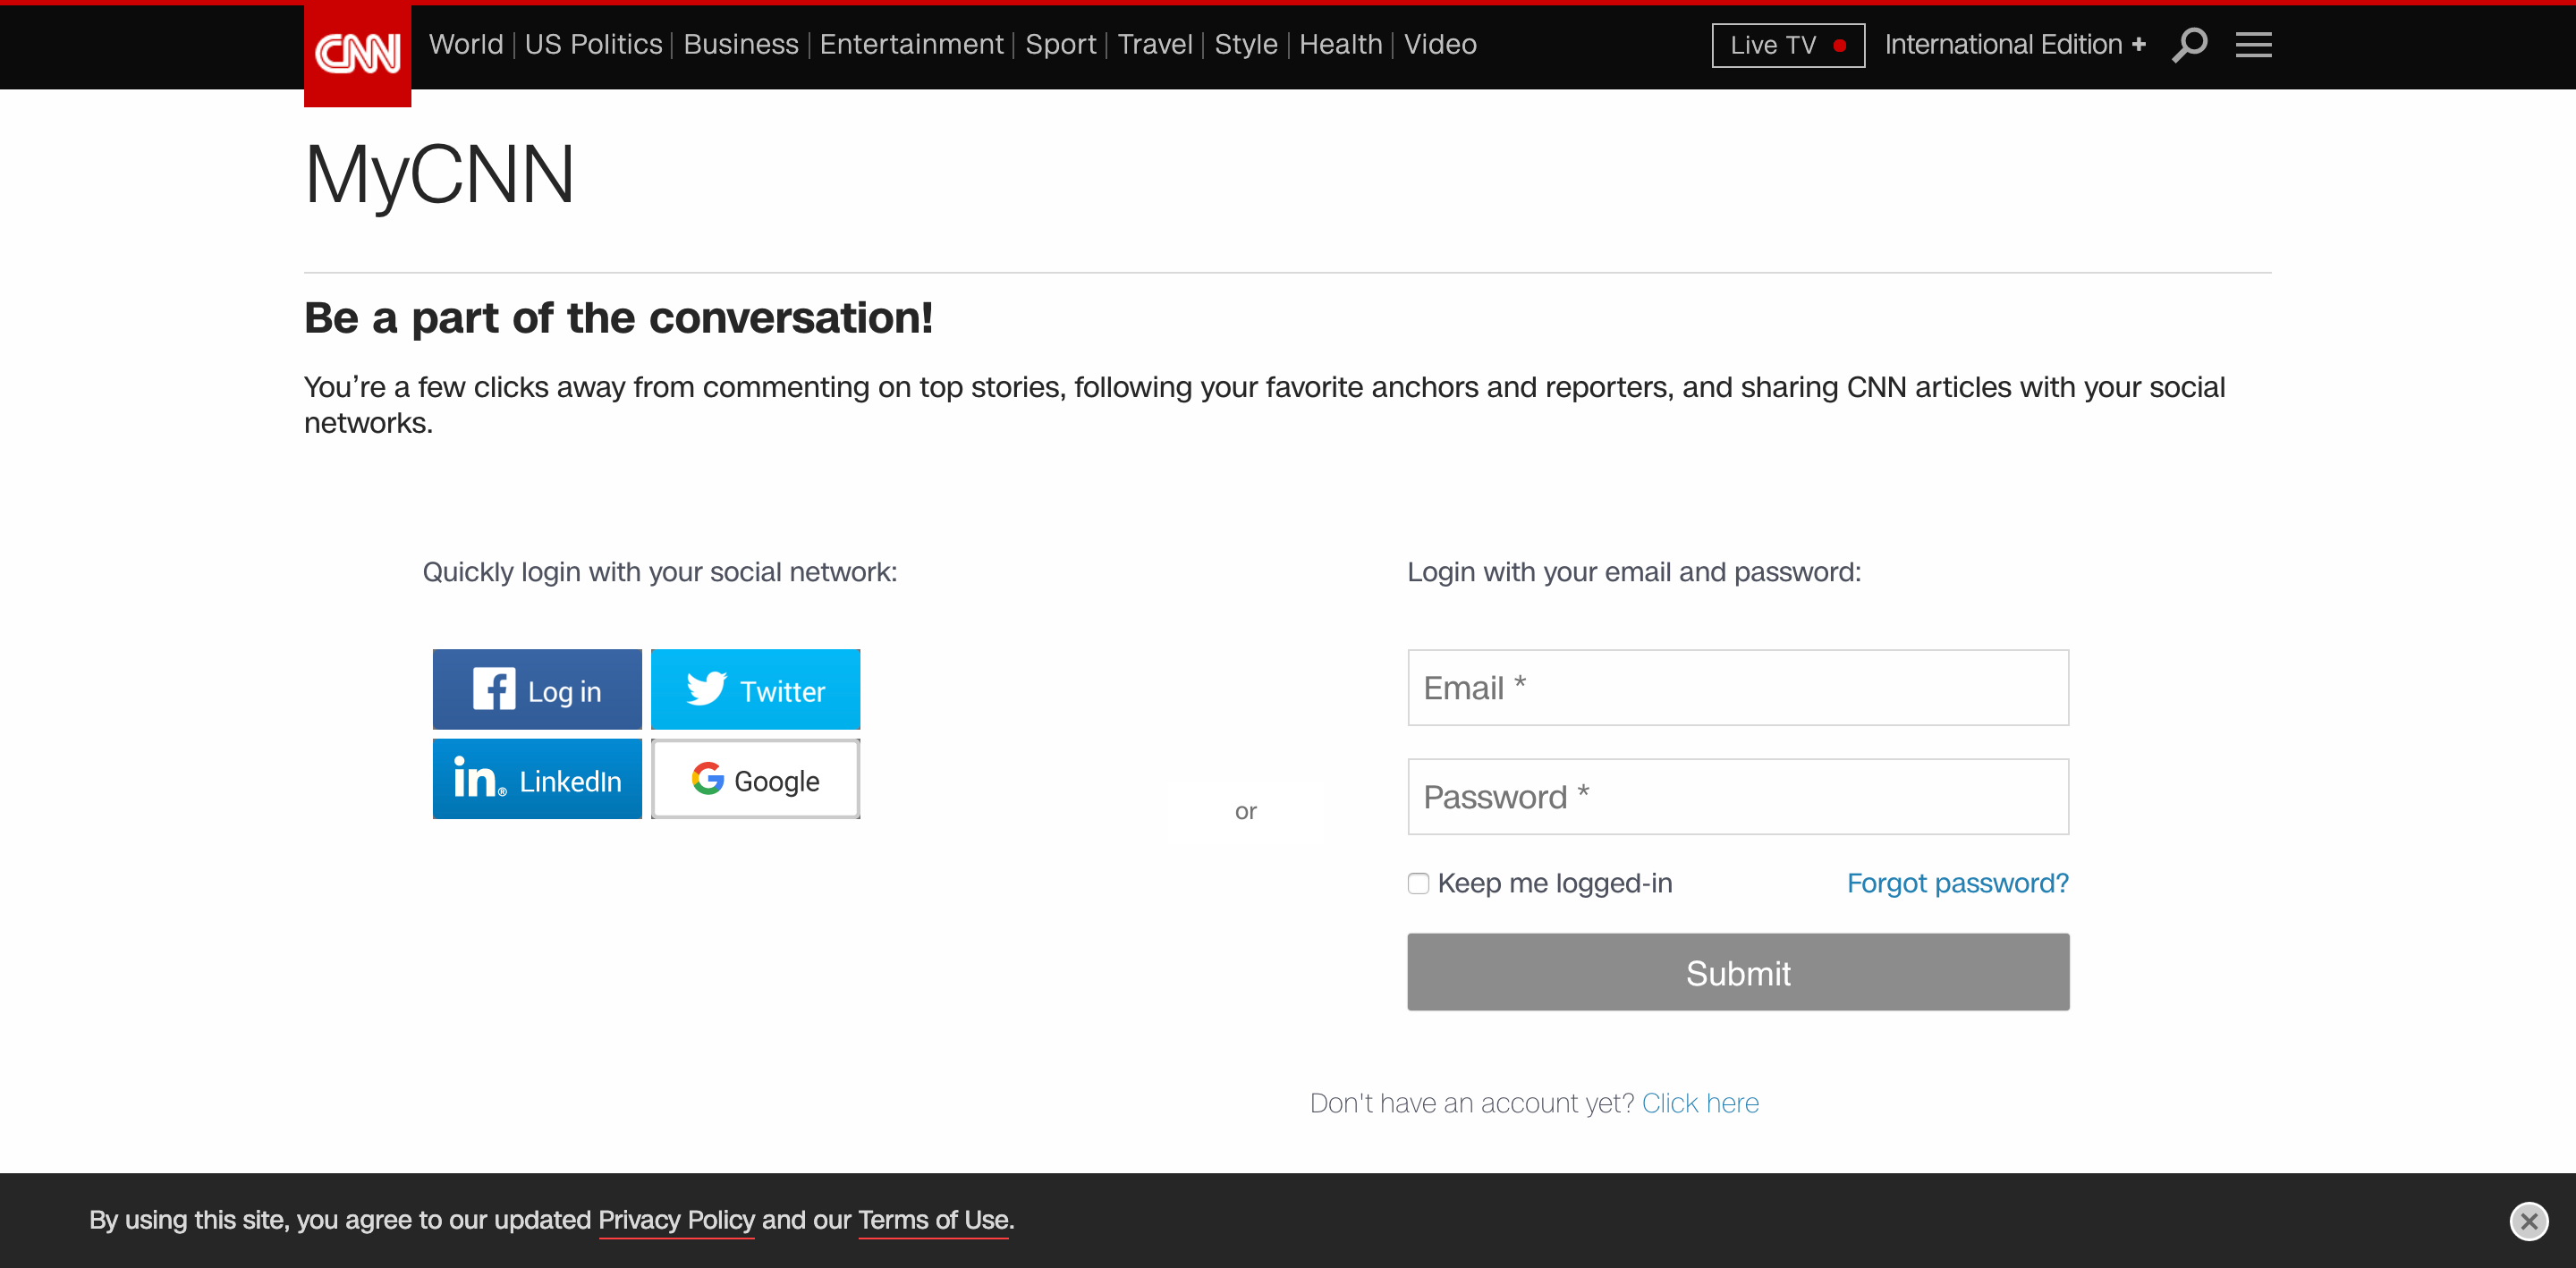 CNN World US Politics Business Entertainment Sport Travel Style Health Video Live TV International Edition +
MyCNN
Be a part of the conversation!
You’re a few clicks away from commenting on top stories, following your favorite anchors and reporters, and sharing CNN articles with your social
networks.
Quickly login with your social network:
Log in Twitter
in® LinkedIn Google
or
Login with your email and password:
Email *
Password *
Keep me logged-in Forgot password?
Submit
Don't have an account yet? Click here
By using this site, you agree to our updated Privacy Policy and our Terms of Use.